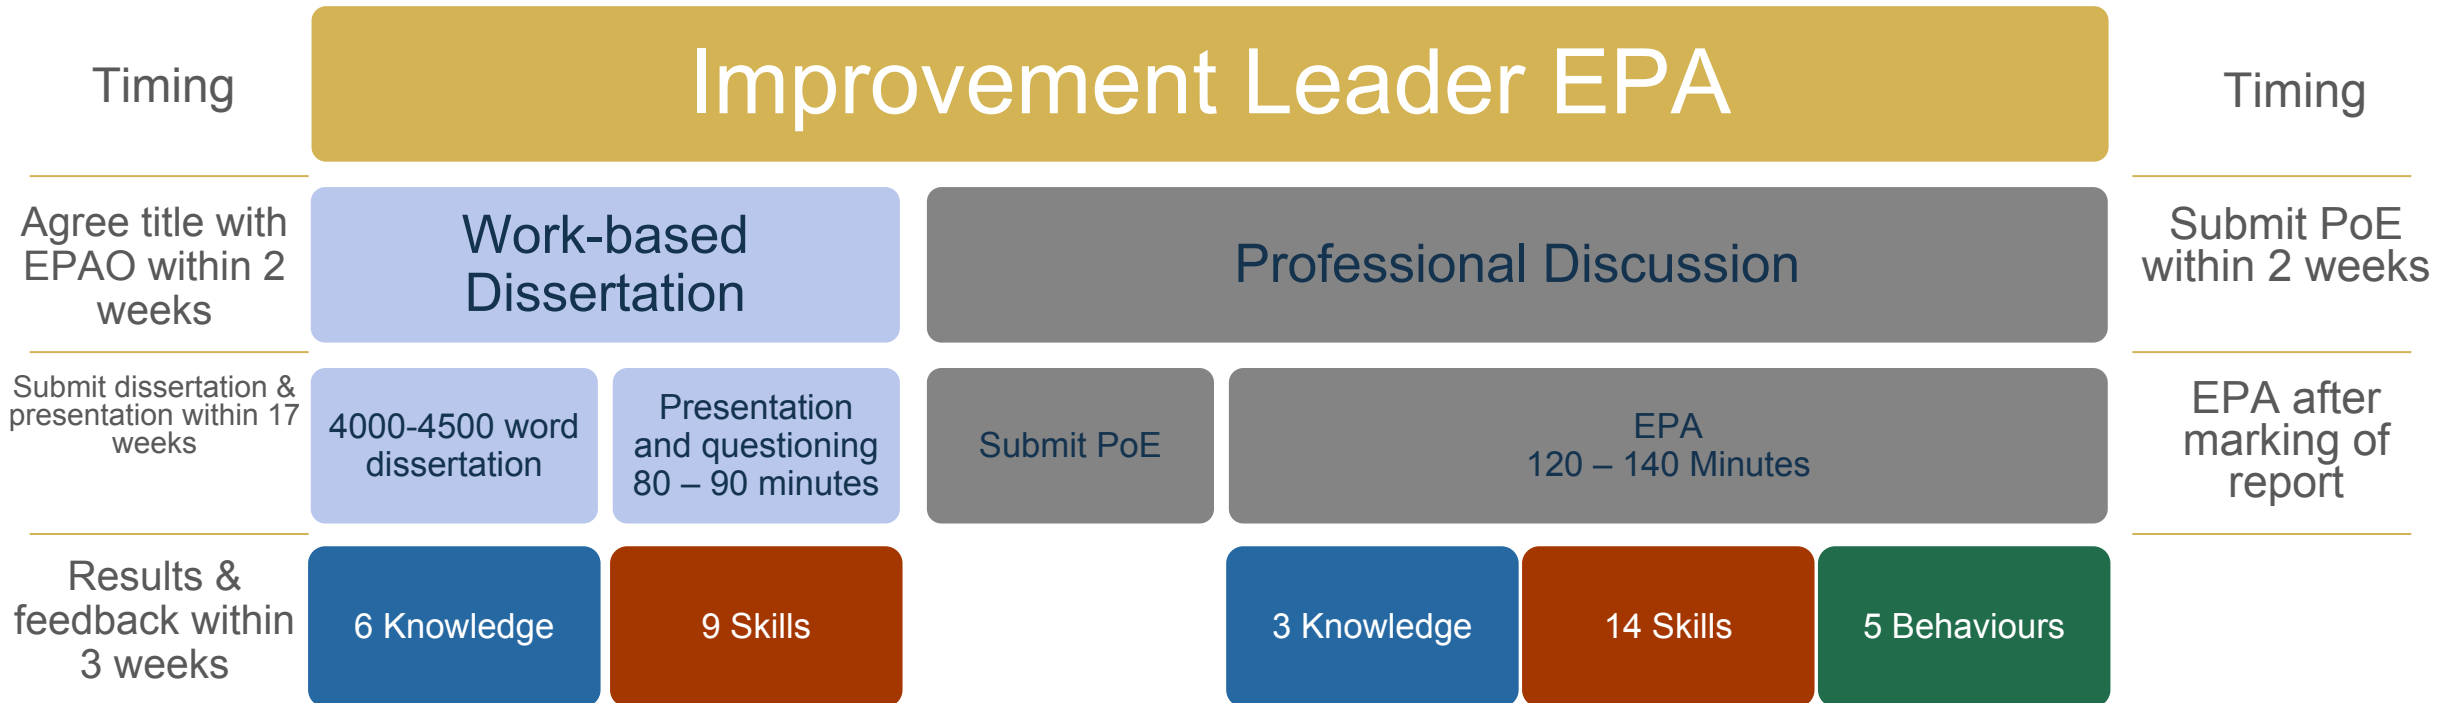 Timing
Improvement Leader EPA
Timing
Agree title with
EPAO within 2
weeks
Work-based
Dissertation
Professional Discussion
Submit PoE
within 2 weeks
Submit dissertation &
presentation within 17
weeks
4000-4500 word
dissertation
Presentation
and questioning
80 – 90 minutes
Submit PoE
EPA
120 – 140 Minutes
EPA after
marking of
report
Results &
feedback within
3 weeks
6 Knowledge
9 Skills
3 Knowledge
14 Skills
5 Behaviours